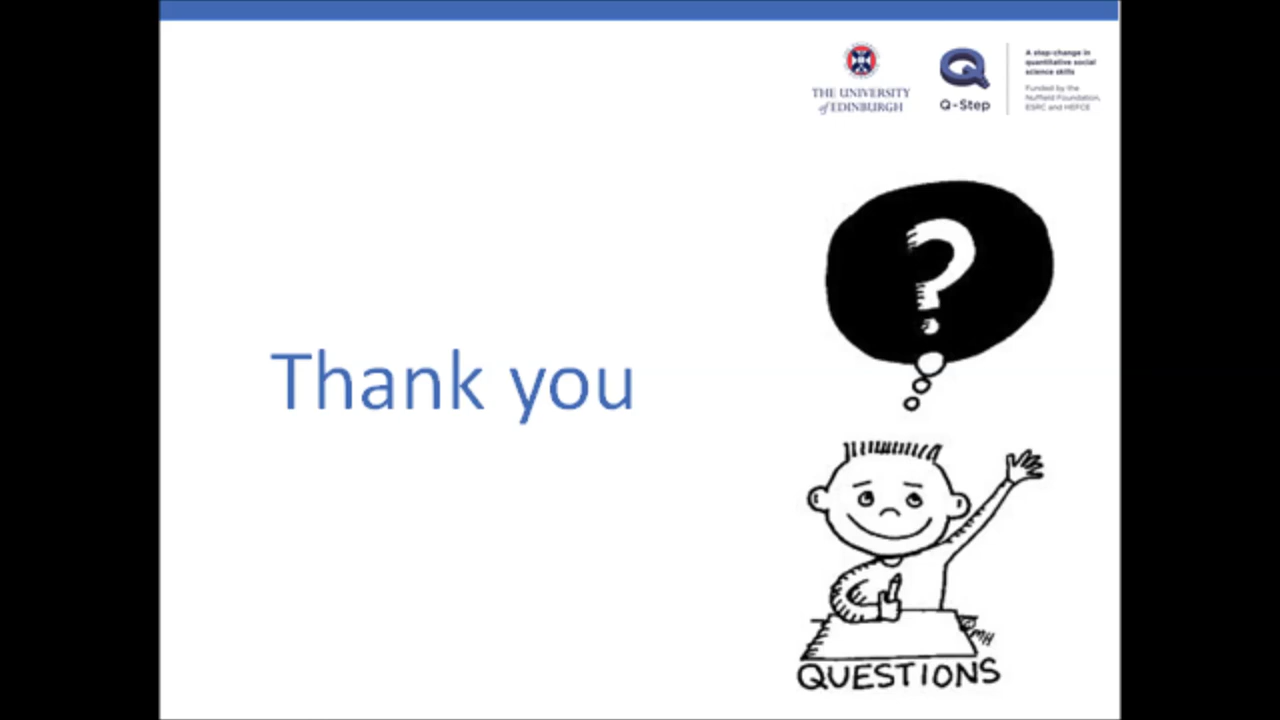 THE UNIVERSITY
of EDINBURGH
Q-Step
A step-change in
quantitative social
science skills
Funded by the
Nuffield Foundation,
ESRC and HEFCE
?
Thank you
©MH
QUESTIONS